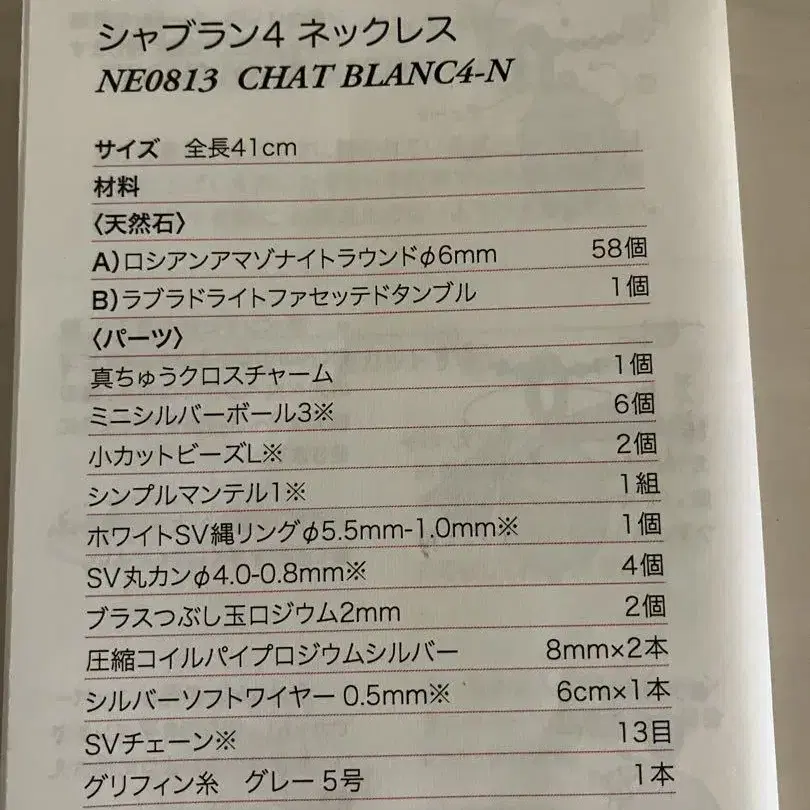 シャブラン4 ネックレス
NE0813 CHAT BLANC4-N
サイズ 全長41cm
材料
〈天然石〉
A)ロシアンアマゾナイトラウンドφ6mm 58個
B)ラブラドライトファセッテドタンブル 1個
〈パーツ〉
真ちゅうクロスチャーム 1個
ミニシルバーボール3※ 6個
小カットビーズL※ 2個
シンプルマンテル1※ 1組
ホワイトSV縄リングφ5.5mm-1.0mm※ 1個
SV丸カンφ4.0-0.8mm※ 4個
ブラスつぶし玉ロジウム2mm 2個
圧縮コイルパイプロジウムシルバー 8mm×2本
シルバーソフトワイヤー 0.5mm※ 6cm×1本
SVチェーン※ 13目
グリフィン糸 グレー 5号 1本